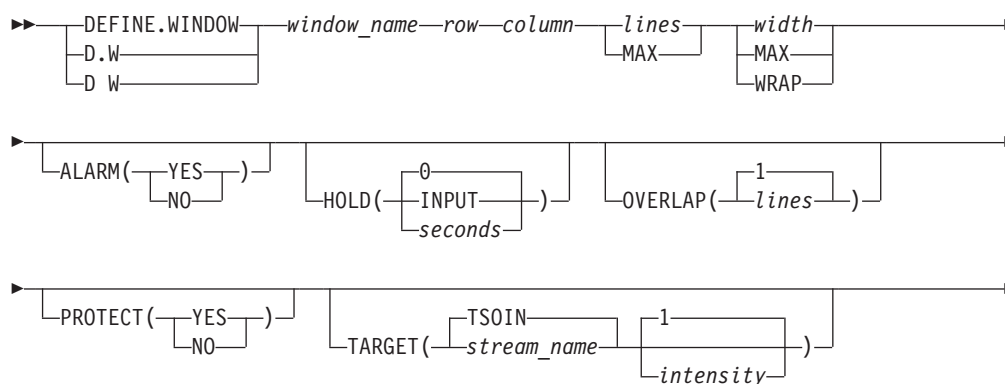 DEFINE.WINDOW window_name row column lines width
D.W MAX MAX
D W WRAP
0 1
ALARM( YES ) HOLD( INPUT ) OVERLAP( lines )
NO seconds
TSOIN 1
PROTECT( YES ) TARGET( stream_name )
NO intensity